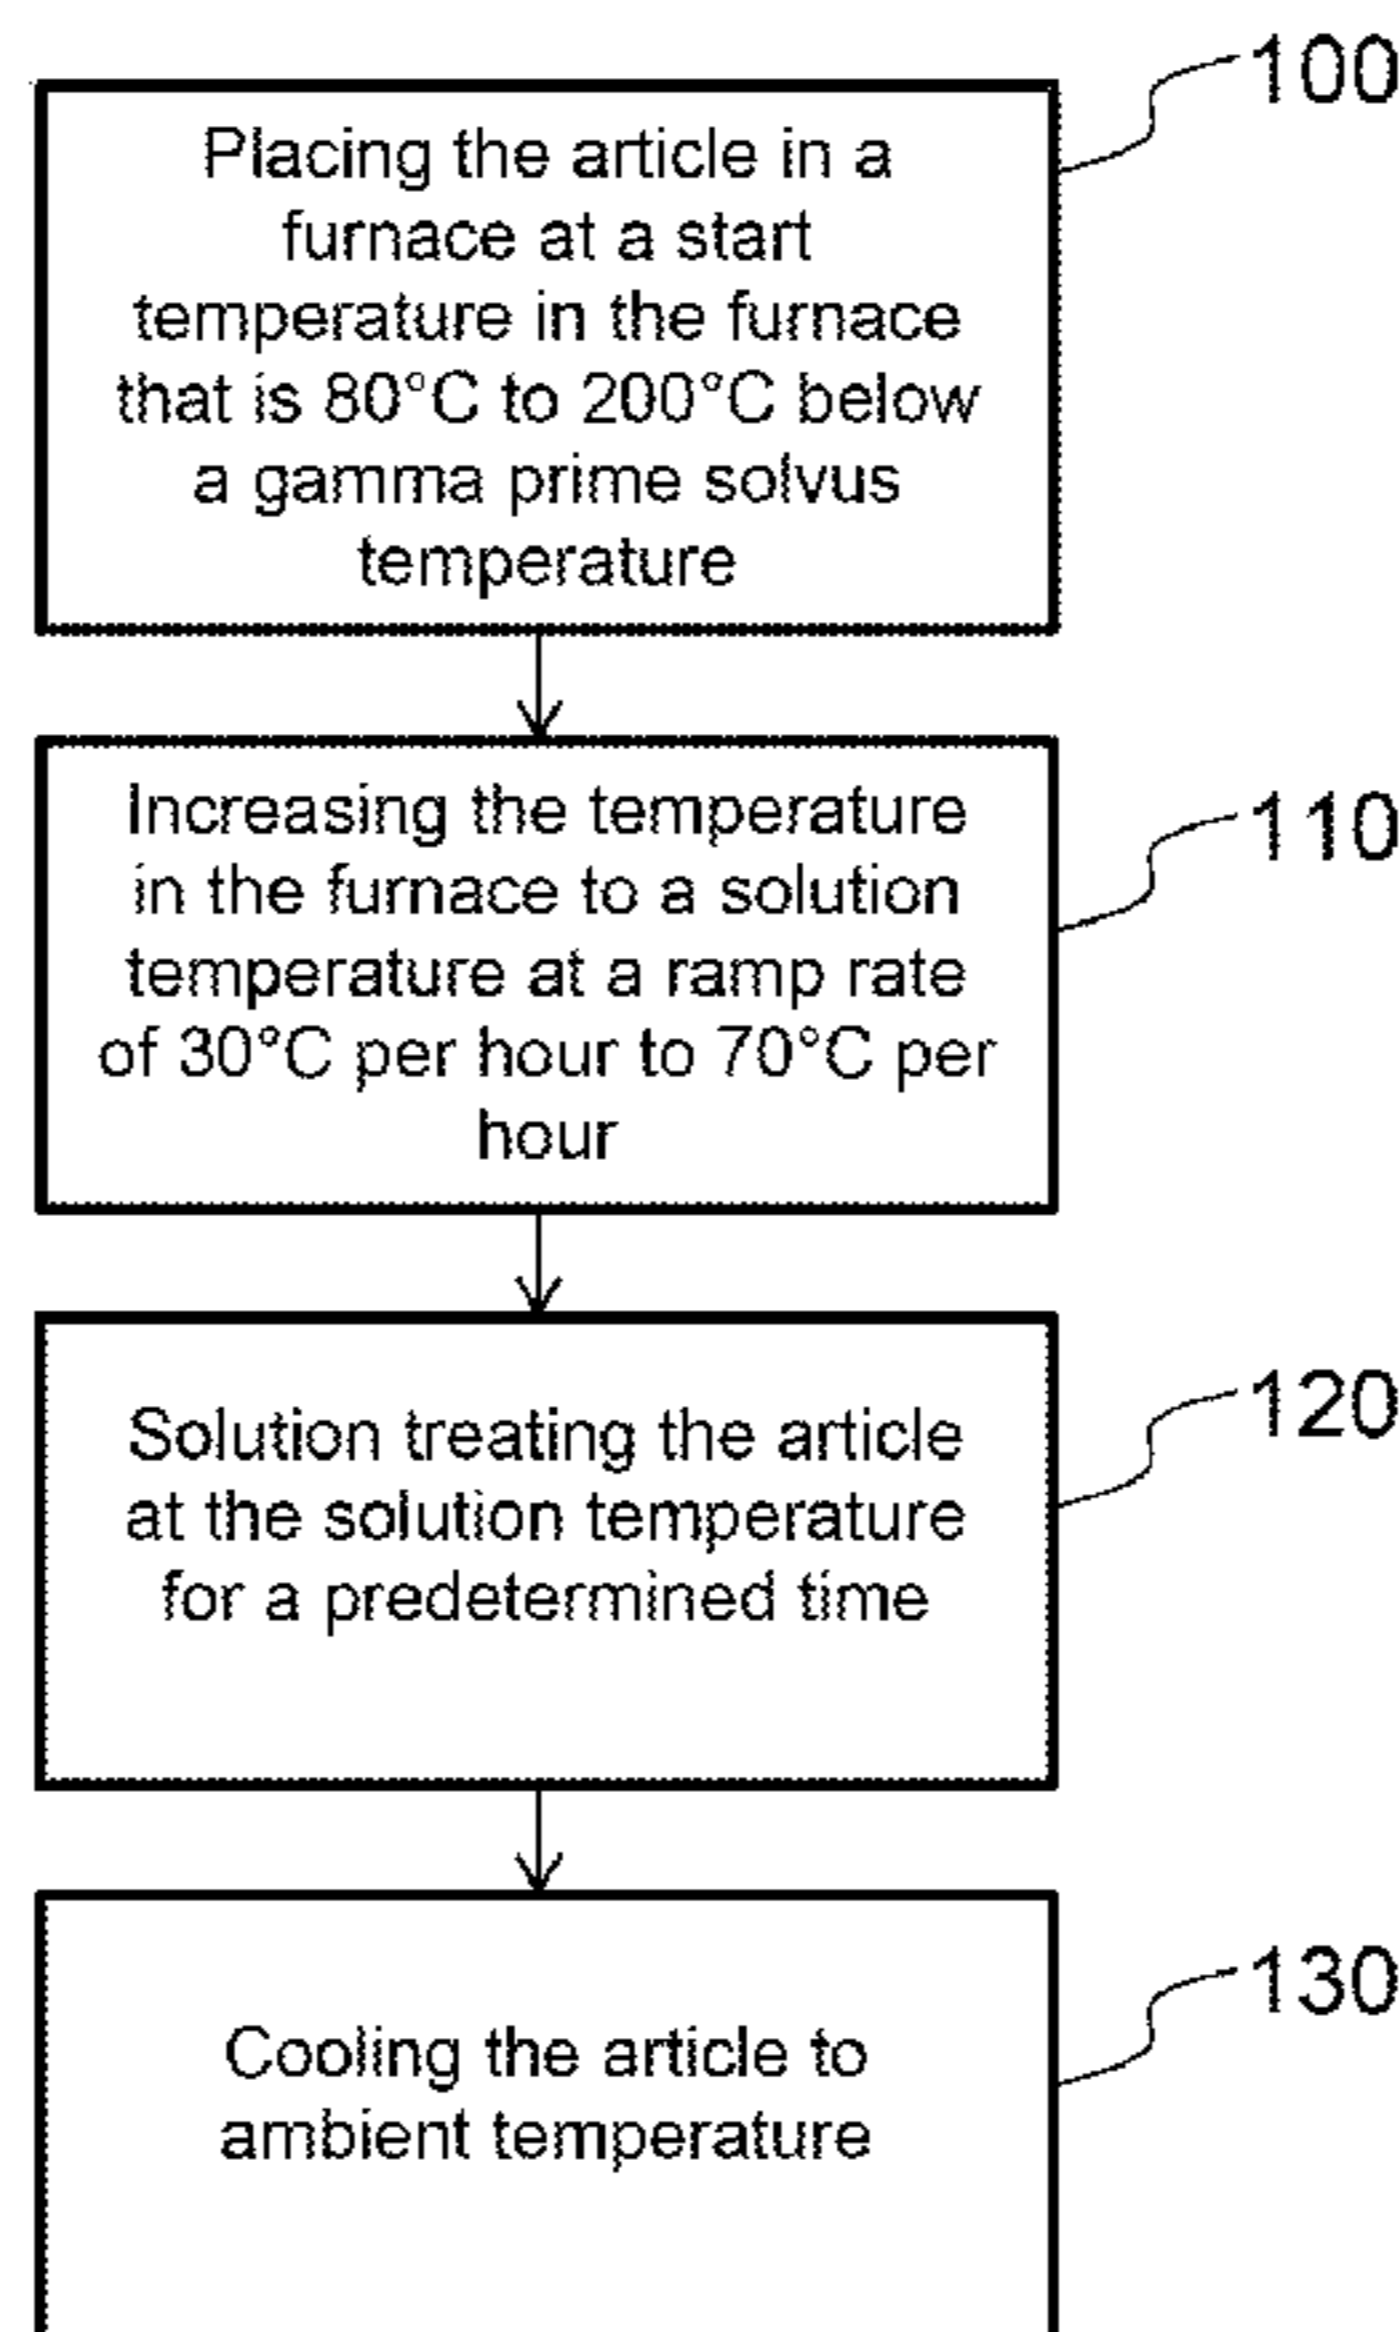 100
Placing the article in a
furnace at a start
temperature in the furnace
that is 80°C to 200°C below
a gamma prime solvus
temperature
110
Increasing the temperature
in the furnace to a solution
temperature at a ramp rate
of 30°C per hour to 70°C per
hour
120
Solution treating the article
at the solution temperature
for a predetermined time
130
Cooling the article to
ambient temperature